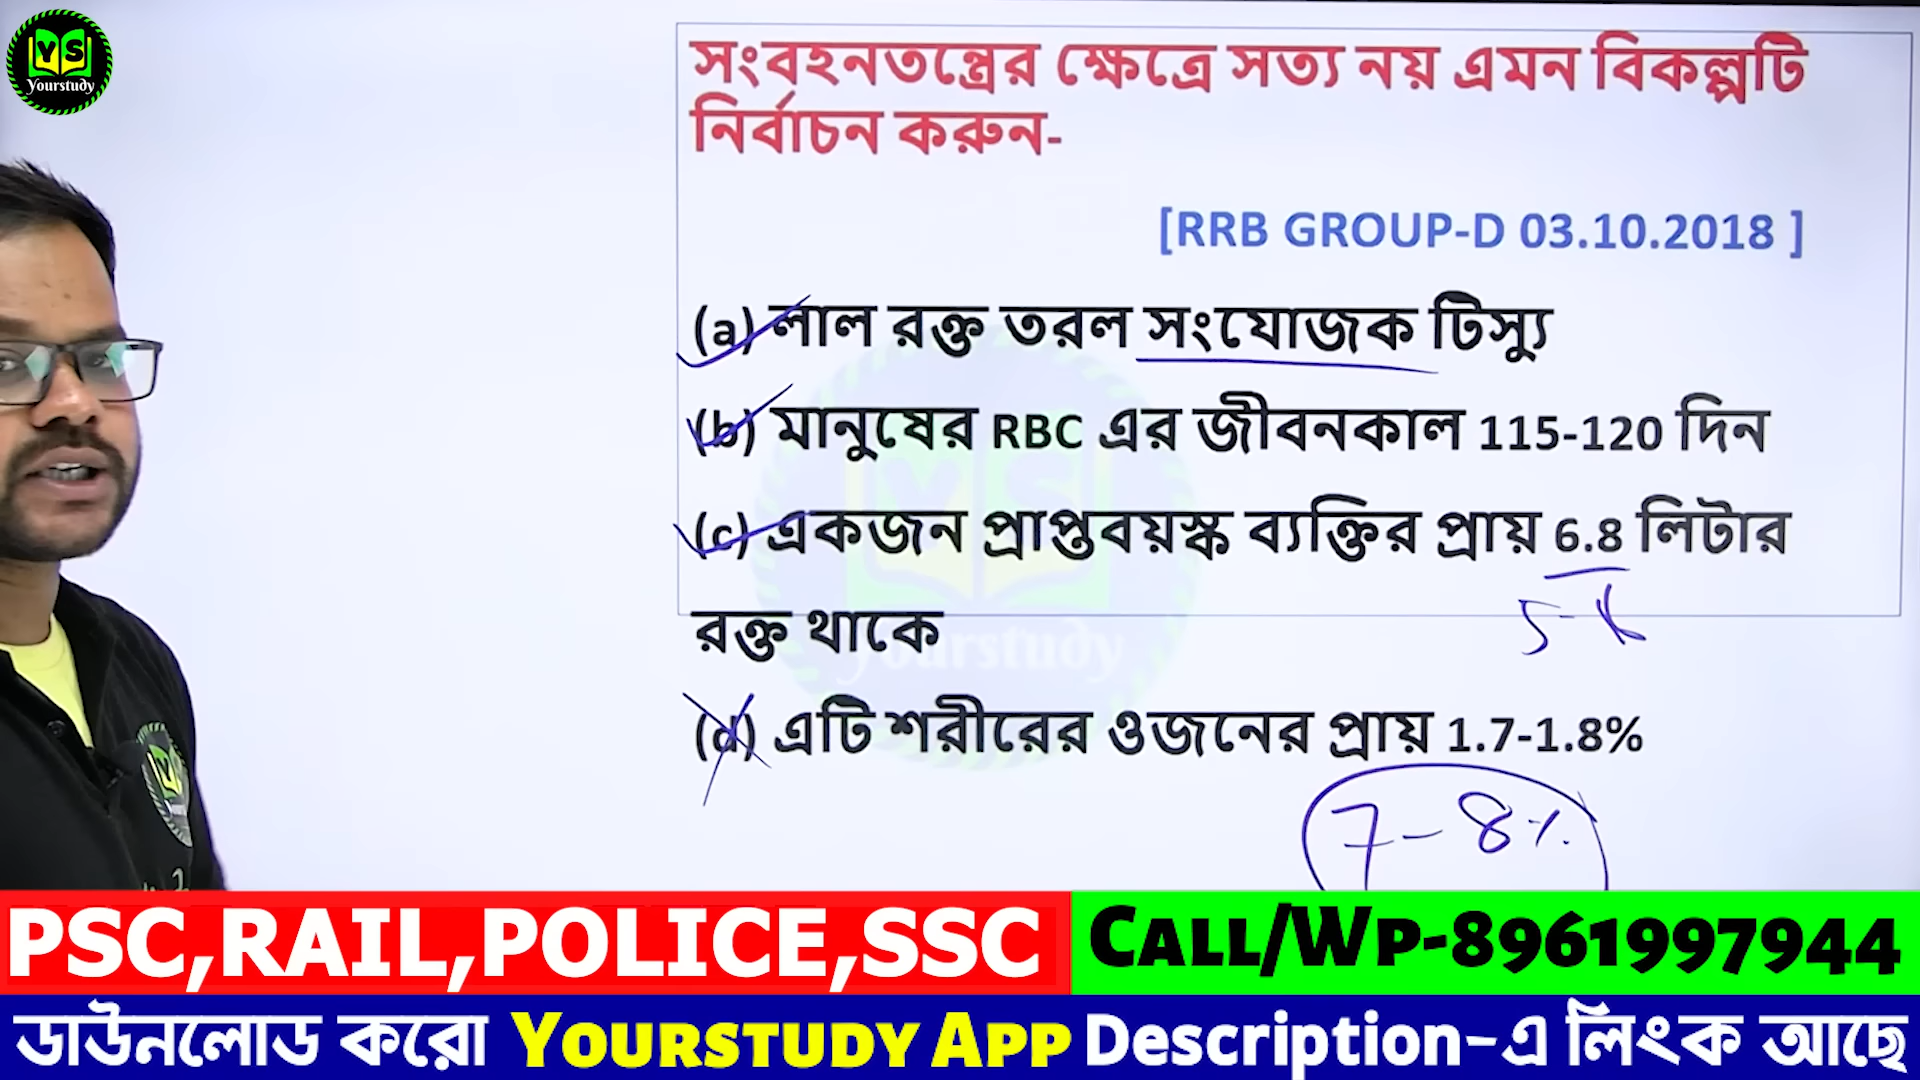 YS
Yourstudy
সংবহনতন্ত্রের ক্ষেত্রে সত্য নয় এমন বিকল্পটি
নির্বাচন করুন-
[RRB GROUP-D 03.10.2018 ]
(a) লাল রক্ত তরল সংযোজক টিস্যু
(b) মানুষের RBC এর জীবনকাল 115-120 দিন
(c) একজন প্রাপ্তবয়স্ক ব্যক্তির প্রায় 6.8 লিটার
রক্ত থাকে
(d) এটি শরীরের ওজনের প্রায় 1.7-1.8%
7-8%
YS
yourstudy
PSC,RAIL,POLICE,SSC
CALL/WP-8961997944
ডাউনলোড করো YOURSTUDY APP Description-এ লিংক আছে